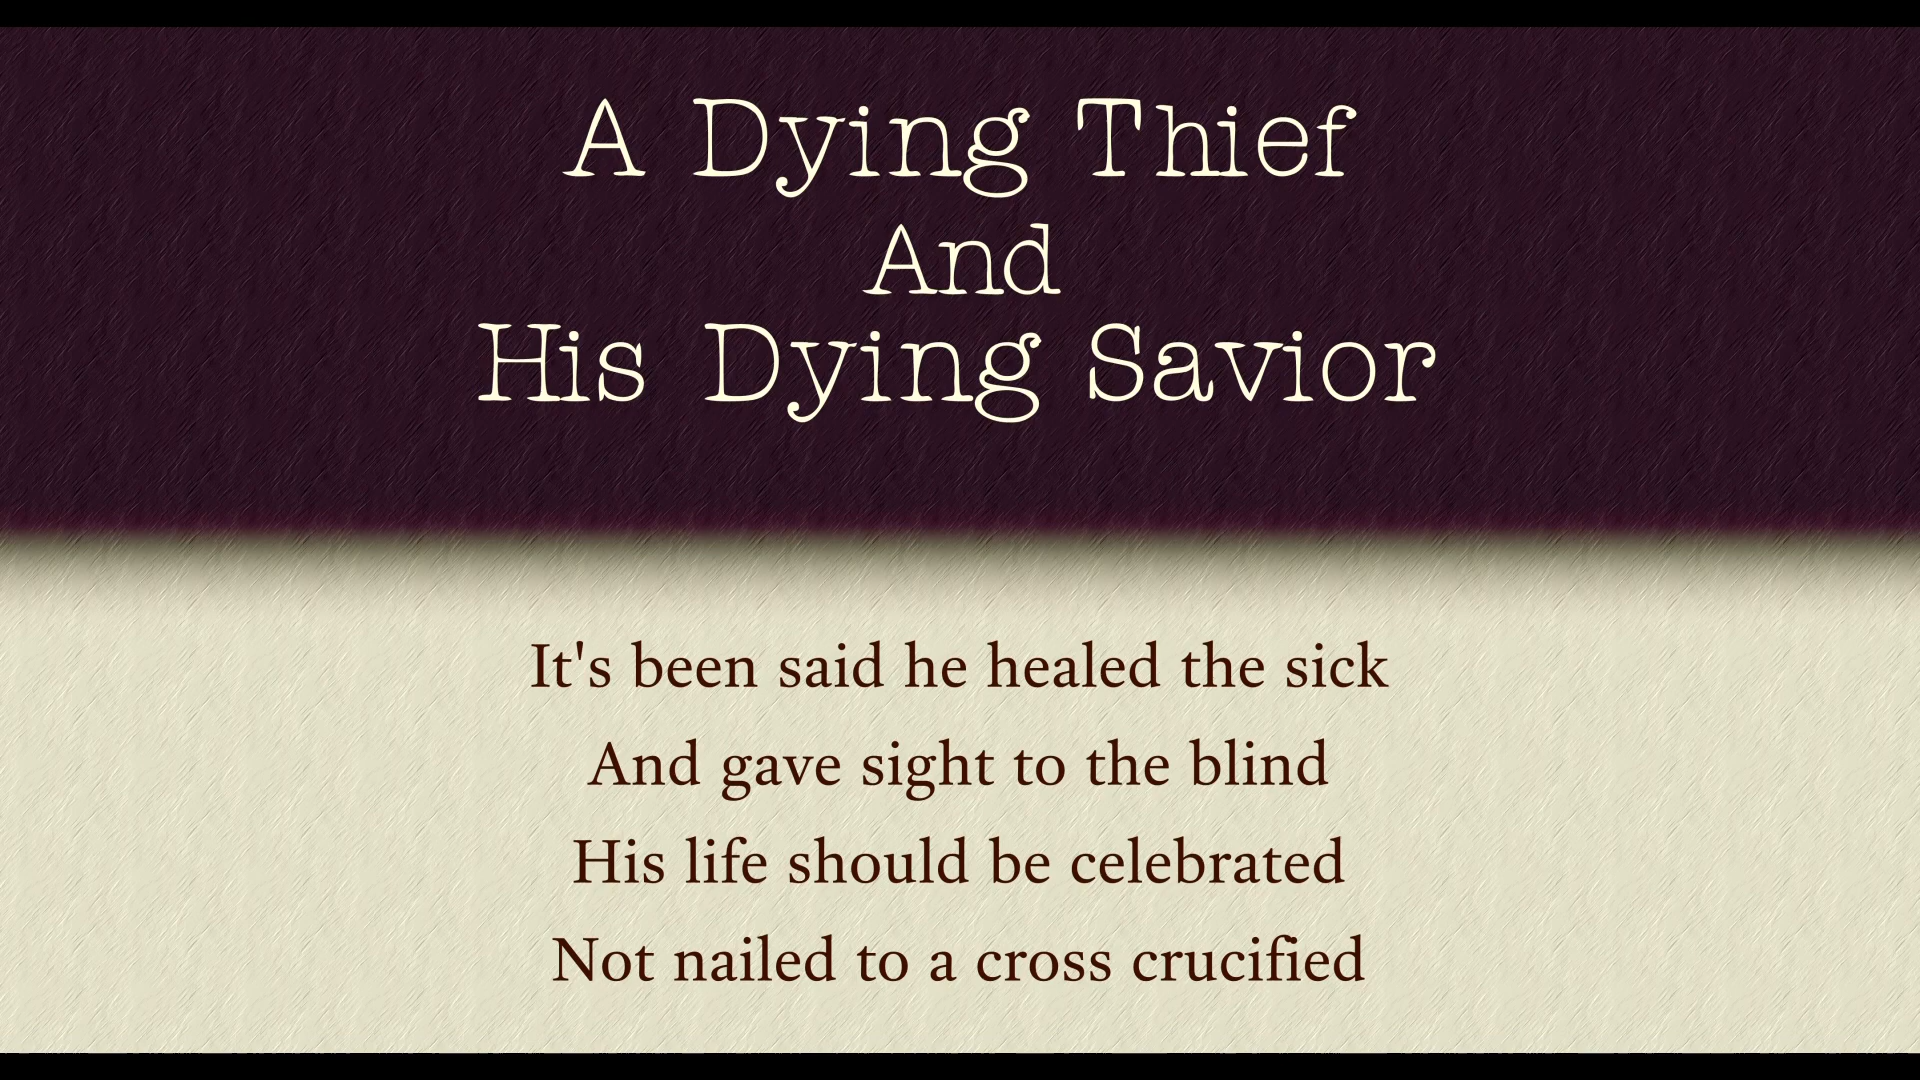 A Dying Thief
And
His Dying Savior
It's been said he healed the sick
And gave sight to the blind
His life should be celebrated
Not nailed to a cross crucified